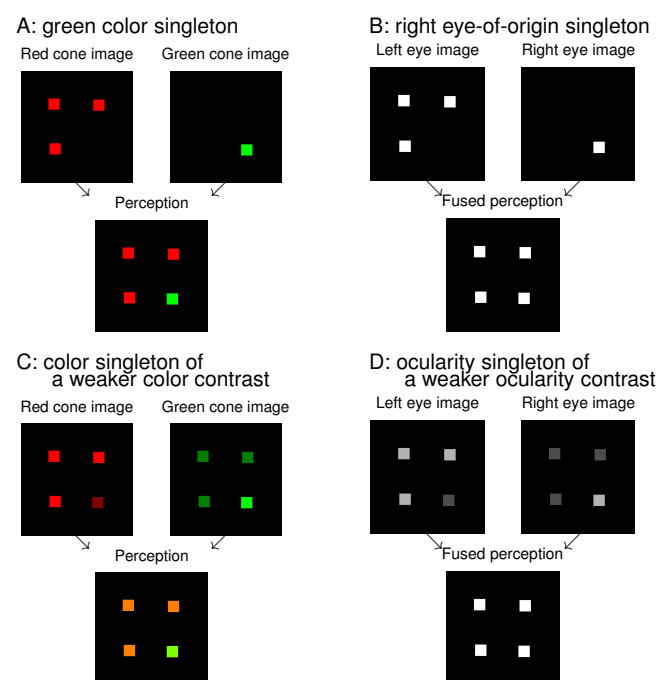 A: green color singleton
Red cone image
Green cone image
Perception
B: right eye-of-origin singleton
Left eye image
Right eye image
Fused perception
C: color singleton of
a weaker color contrast
Red cone image
Green cone image
Perception
D: ocularity singleton of
a weaker ocularity contrast
Left eye image
Right eye image
Fused perception